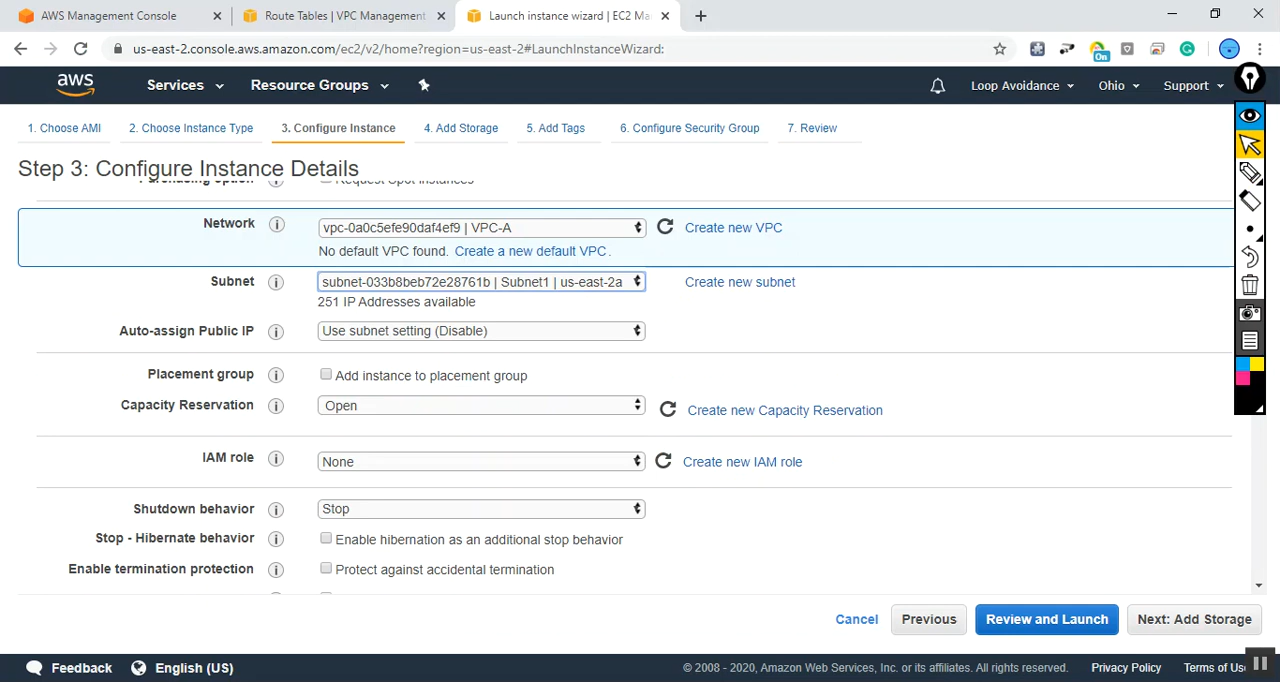 AWS Management Console
Route Tables | VPC Management
Launch instance wizard | EC2 Ma
us-east-2.console.aws.amazon.com/ec2/v2/home?region=us-east-2#LaunchInstanceWizard:
On
aws
Services
Resource Groups
Loop Avoidance
Ohio
Support
1. Choose AMI
2. Choose Instance Type
3. Configure Instance
4. Add Storage
5. Add Tags
6. Configure Security Group
7. Review
Step 3: Configure Instance Details
Purchasing option
Request Spot instances
Network
vpc-0a0c5efe90daf4ef9 | VPC-A
Create new VPC
No default VPC found. Create a new default VPC.
Subnet
subnet-033b8beb72e28761b | Subnet1 | us-east-2a
Create new subnet
251 IP Addresses available
Auto-assign Public IP
Use subnet setting (Disable)
Placement group
Add instance to placement group
Capacity Reservation
Open
Create new Capacity Reservation
IAM role
None
Create new IAM role
Shutdown behavior
Stop
Stop - Hibernate behavior
Enable hibernation as an additional stop behavior
Enable termination protection
Protect against accidental termination
Cancel
Previous
Review and Launch
Next: Add Storage
Feedback
English (US)
© 2008 - 2020, Amazon Web Services, Inc. or its affiliates. All rights reserved.
Privacy Policy
Terms of Us